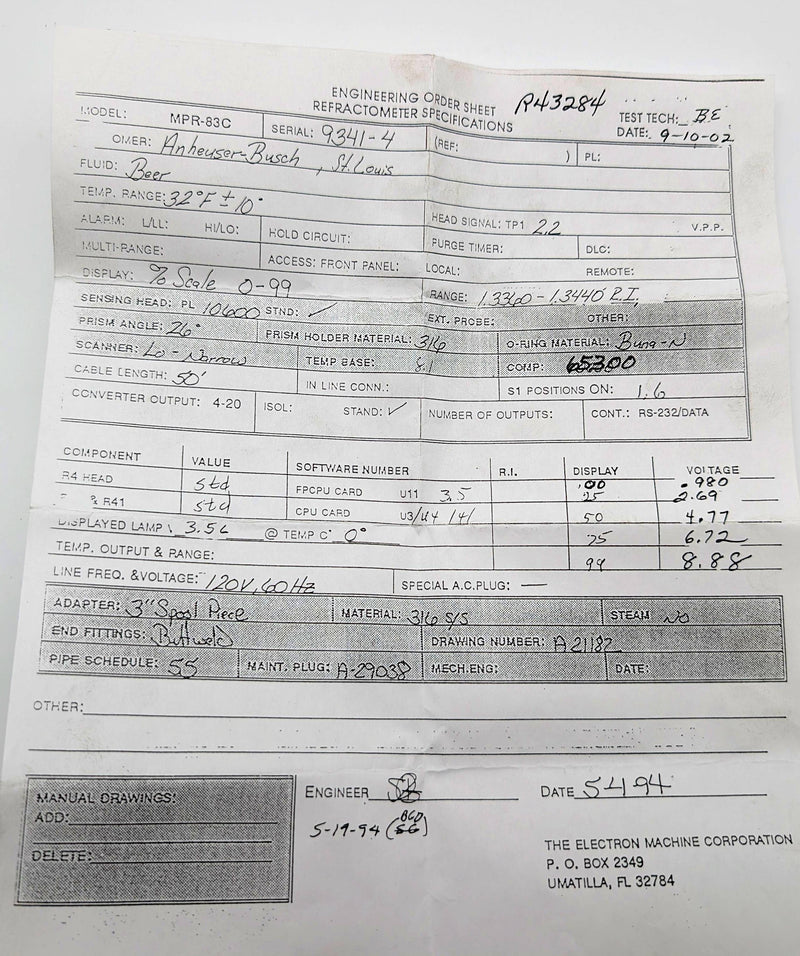 ENGINEERING ORDER SHEET R43284
REFRACTOMETER SPECIFICATIONS
TEST TECH: BE
DATE: 9-10-02
MODEL: MPR-83C SERIAL: 9341-4 (REF: ) PL:
OMER: Anheuser-Busch, St. Louis
FLUID: Beer
TEMP. RANGE: 32°F ± 10°
HEAD SIGNAL: TP1 2.2 V.P.P.
ALARM: L/LL: HI/LO: HOLD CIRCUIT: PURGE TIMER: DLC:
MULTI-RANGE: ACCESS: FRONT PANEL: LOCAL: REMOTE:
DISPLAY: % Scale 0-99 RANGE: 1.3360 - 1.3440 R.I.
SENSING HEAD: PL 10600 STND: ✓ EXT. PROBE: OTHER:
PRISM ANGLE: 26° PRISM HOLDER MATERIAL: 316 O-RING MATERIAL: Buna-N
SCANNER: Lo - Narrow TEMP BASE: 8.1 COMP: 65300
CABLE LENGTH: 50' IN LINE CONN.: S1 POSITIONS ON: 1.6
CONVERTER OUTPUT: 4-20 ISOL: STAND: ✓ NUMBER OF OUTPUTS: CONT.: RS-232/DATA
COMPONENT VALUE SOFTWARE NUMBER R.I. DISPLAY VOLTAGE
R4 HEAD std FPCPU CARD U11 3.5 .00 .980
& R41 std CPU CARD U3/U4 141 25 2.69
50 4.77
DISPLAYED LAMP 3.56 @ TEMP C° 0° 75 6.72
TEMP. OUTPUT & RANGE: 99 8.88
LINE FREQ. & VOLTAGE: 120V, 60 Hz SPECIAL A.C. PLUG: —
ADAPTER: 3" Spool Piece MATERIAL: 316 S/S STEAM No
END FITTINGS: Buttweld DRAWING NUMBER: A 21187
PIPE SCHEDULE: 5S MAINT. PLUG: A-29038 MECH.ENG: DATE:
OTHER:
MANUAL DRAWINGS:
ADD:
DELETE:
ENGINEER DATE 5-4-94
5-19-94
THE ELECTRON MACHINE CORPORATION
P. O. BOX 2349
UMATILLA, FL 32784